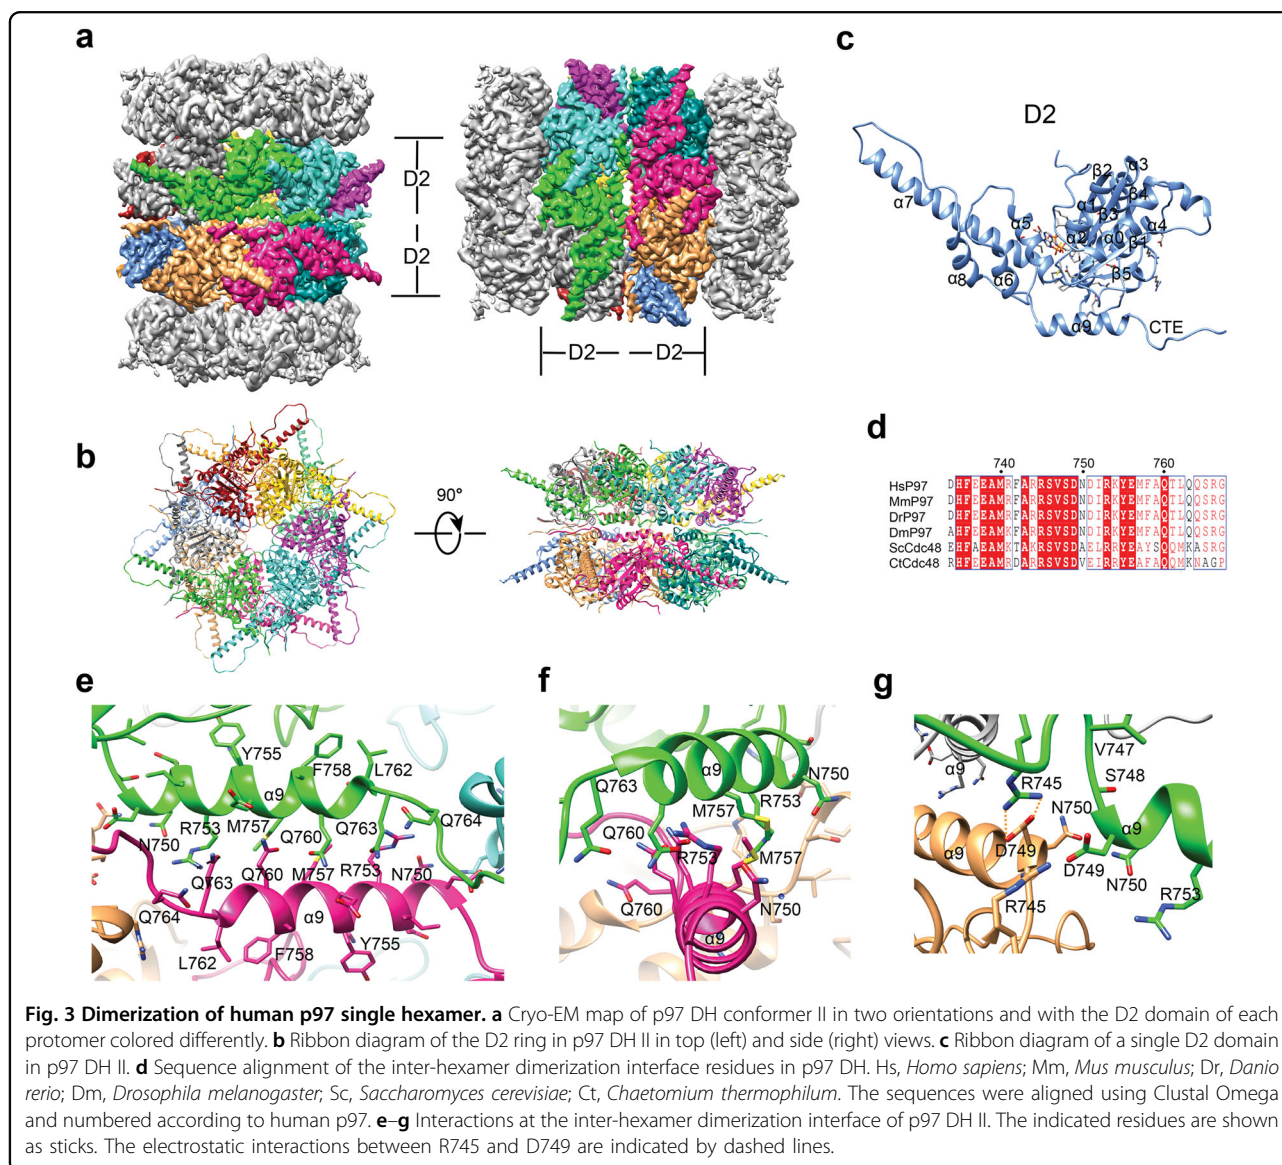 a
D2
D2
D2
D2
c
D2
α7
α5
α8
α6
α2
α1
β2
α3
β4
β3
α0
α4
β1
β5
α9
CTE
b
90°
d
740 750 760
HsP97 DHFEEAMRFARRSVSDNDIRKYEMFAQTLQQSRG
MmP97 DHFEEAMRFARRSVSDNDIRKYEMFAQTLQQSRG
DrP97 DHFEEAMRFARRSVSDNDIRKYEMFAQTLQQSRG
DmP97 AHFEEAMRFARRSVSDNDIRKYEMFAQTLQQSRG
ScCdc48 EHFAEAMKTAKRSVSDAELRRYEAYSQQMKASRG
CtCdc48 RHFEEAMRDARRSVSDVEIRRYEAFAQQMKNAGP
e
Y755
F758
L762
α9
N750
R753
M757
Q760
Q763
Q764
Q763
Q760
M757
R753
N750
Q764
α9
L762
F758
Y755
f
Q763
α9
N750
M757
R753
Q760
R753
M757
Q760
N750
α9
g
α9
V747
R745
S748
N750
α9
α9
D749
D749
N750
R745
R753
Fig. 3 Dimerization of human p97 single hexamer. a Cryo-EM map of p97 DH conformer II in two orientations and with the D2 domain of each
protomer colored differently. b Ribbon diagram of the D2 ring in p97 DH II in top (left) and side (right) views. c Ribbon diagram of a single D2 domain
in p97 DH II. d Sequence alignment of the inter-hexamer dimerization interface residues in p97 DH. Hs, Homo sapiens; Mm, Mus musculus; Dr, Danio
rerio; Dm, Drosophila melanogaster; Sc, Saccharomyces cerevisiae; Ct, Chaetomium thermophilum. The sequences were aligned using Clustal Omega
and numbered according to human p97. e–g Interactions at the inter-hexamer dimerization interface of p97 DH II. The indicated residues are shown
as sticks. The electrostatic interactions between R745 and D749 are indicated by dashed lines.